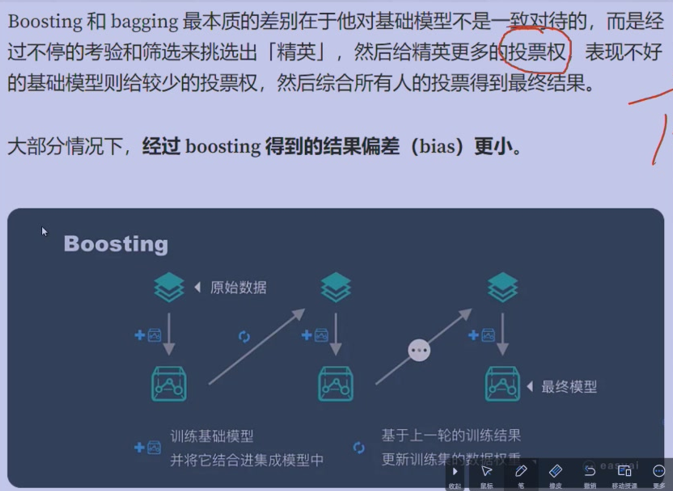 Boosting 和 bagging 最本质的差别在于他对基础模型不是一致对待的，而是经
过不停的考验和筛选来挑选出「精英」，然后给精英更多的投票权，表现不好
的基础模型则给较少的投票权，然后综合所有人的投票得到最终结果。
大部分情况下，经过 boosting 得到的结果偏差（bias）更小。
Boosting
原始数据
最终模型
训练基础模型
并将它结合进集成模型中
基于上一轮的训练结果
更新训练集的数据权重
easyai
收起 鼠标 笔 橡皮 撤销 移动授课 更多